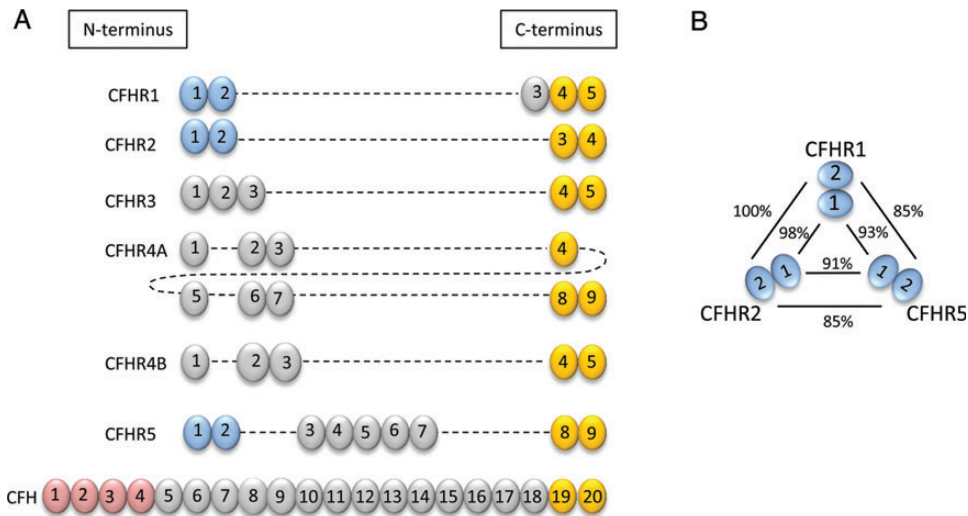 A
N-terminus
C-terminus
CFHR1 1 2 3 4 5
CFHR2 1 2 3 4
CFHR3 1 2 3 4 5
CFHR4A 1 2 3 4
5 6 7 8 9
CFHR4B 1 2 3 4 5
CFHR5 1 2 3 4 5 6 7 8 9
CFH 1 2 3 4 5 6 7 8 9 10 11 12 13 14 15 16 17 18 19 20
B
CFHR1
2
1
100% 85%
98% 93%
2 1 91% 1 2
CFHR2 CFHR5
85%